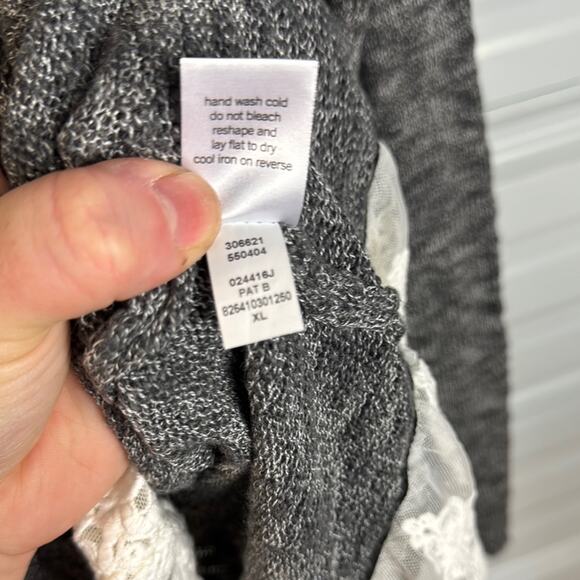 hand wash cold
do not bleach
reshape and
lay flat to dry
cool iron on reverse
306621
550404
024416J
PAT B
826410301250
XL